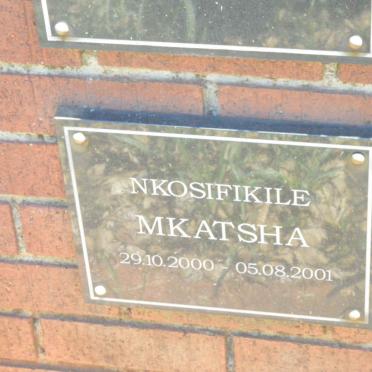 NKOSIFIKILE
MKATSHA
29.10.2000 - 05.08.2001